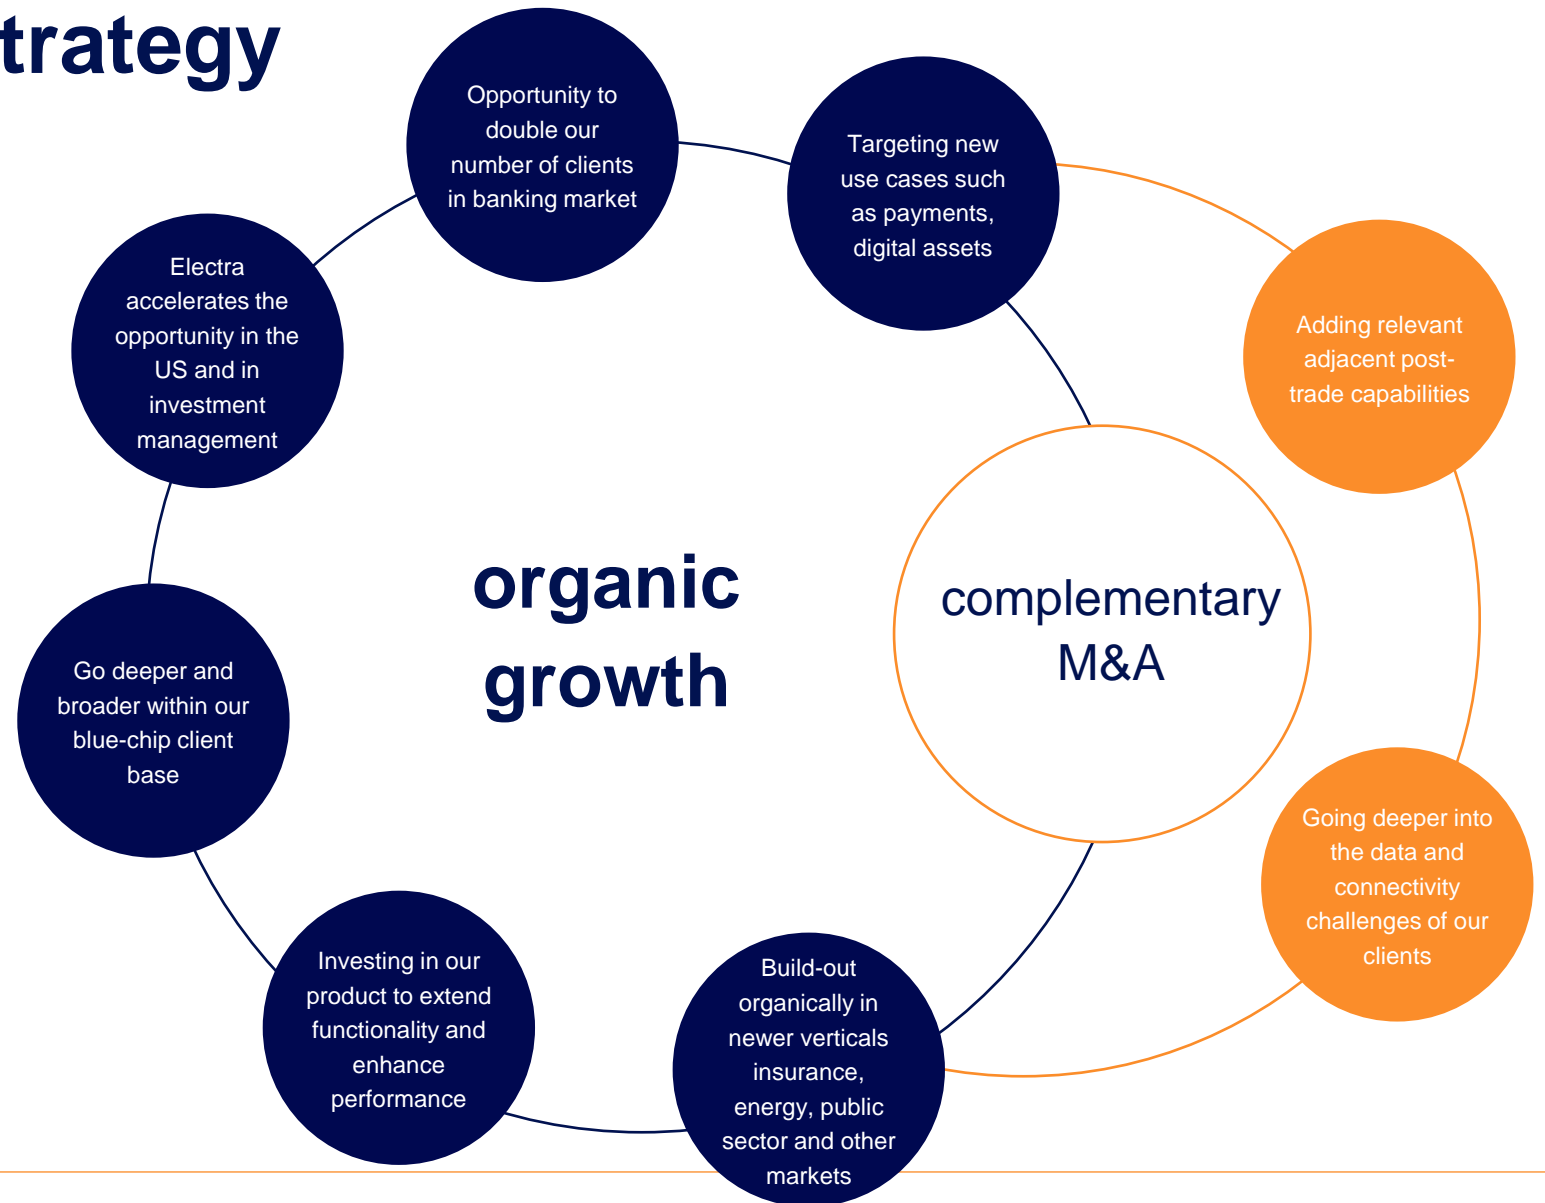 trategy
Opportunity to
double our
number of clients
in banking market
Targeting new
use cases such
as payments,
digital assets
Electra
accelerates the
opportunity in the
US and in
investment
management
Adding relevant
adjacent post-
trade capabilities
organic
growth
complementary
M&A
Go deeper and
broader within our
blue-chip client
base
Going deeper into
the data and
connectivity
challenges of our
clients
Investing in our
product to extend
functionality and
enhance
performance
Build-out
organically in
newer verticals
insurance,
energy, public
sector and other
markets